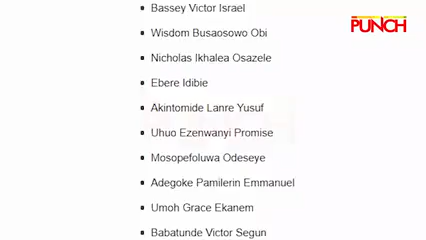 Bassey Victor Israel
PUNCH
Wisdom Busaosowo Obi
Nicholas Ikhalea Osazele
Ebere Idibie
Akintomide Lanre Yusuf
Uhuo Ezenwanyi Promise
Mosopefoluwa Odeseye
Adegoke Pamilerin Emmanuel
Umoh Grace Ekanem
Babatunde Victor Segun